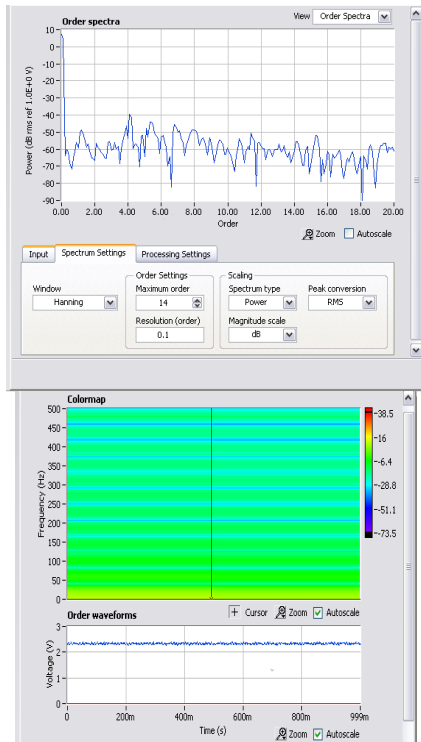 Order spectra
View Order Spectra
10
0
-10
-20
-30
-40
-50
-60
-70
-80
-90
Power (dB rms ref 1.0E+0 V)
0.00 2.00 4.00 6.00 8.00 10.00 12.00 14.00 16.00 18.00 20.00
Order
Zoom Autoscale
Input Spectrum Settings Processing Settings
Window
Hanning
Order Settings
Maximum order
14
Resolution (order)
0.1
Scaling
Spectrum type
Power
Peak conversion
RMS
Magnitude scale
dB
Colormap
500
450
400
350
300
250
200
150
100
50
0
Frequency (Hz)
-38.5
-16
-6.4
-28.8
-51.1
-73.5
Cursor Zoom Autoscale
Order waveforms
3
2
1
0
Voltage (V)
0 200m 400m 600m 800m 999m
Time (s)
Zoom Autoscale